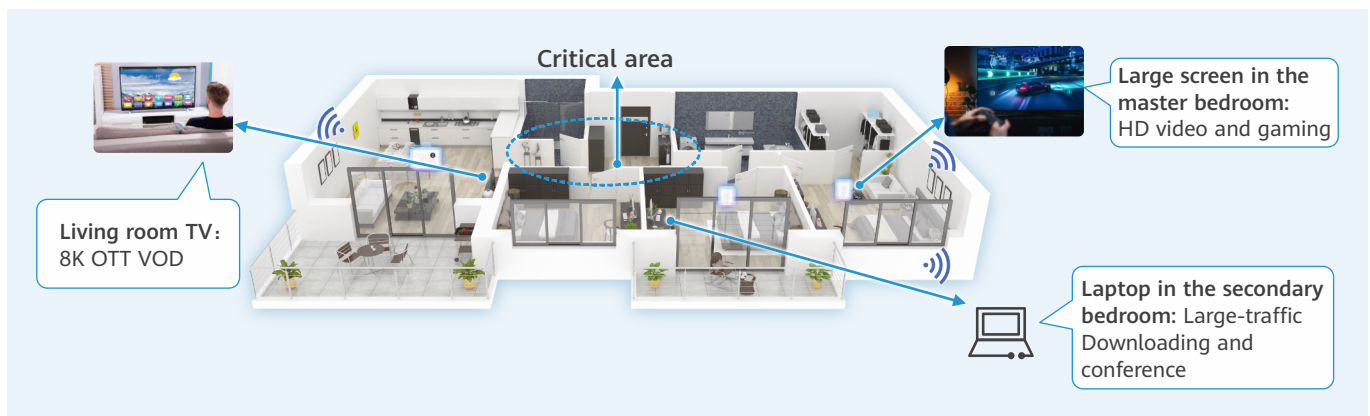 Critical area
Large screen in the
master bedroom:
HD video and gaming
Living room TV:
8K OTT VOD
Laptop in the secondary
bedroom: Large-traffic
Downloading and
conference